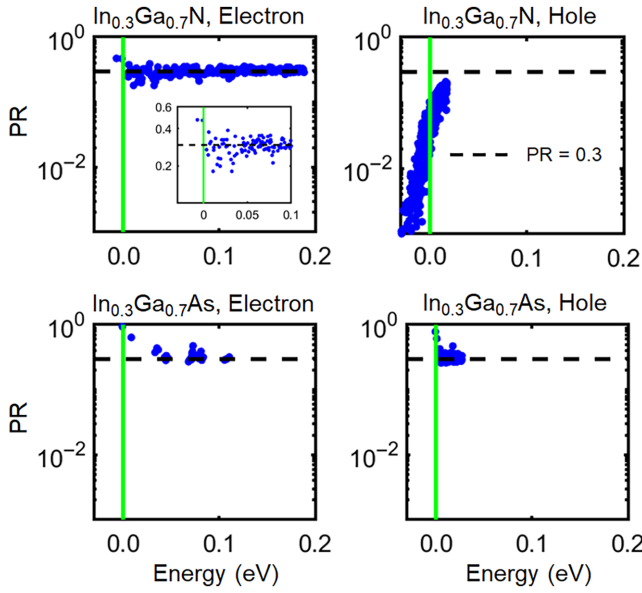 In0.3Ga0.7N, Electron
In0.3Ga0.7N, Hole
10^0
10^-2
PR
0.6
0.4
0.2
0
0.05
0.1
0.0
0.1
0.2
10^0
10^-2
PR = 0.3
0.0
0.1
0.2
In0.3Ga0.7As, Electron
In0.3Ga0.7As, Hole
10^0
10^-2
PR
0.0
0.1
0.2
Energy (eV)
10^0
10^-2
0.0
0.1
0.2
Energy (eV)